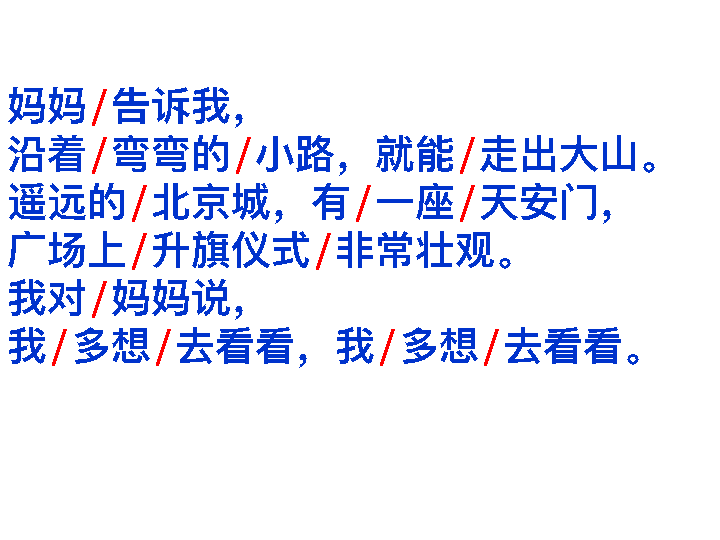 妈妈/告诉我，
沿着/弯弯的/小路，就能/走出大山。
遥远的/北京城，有/一座/天安门，
广场上/升旗仪式/非常壮观。
我对/妈妈说，
我/多想/去看看，我/多想/去看看。